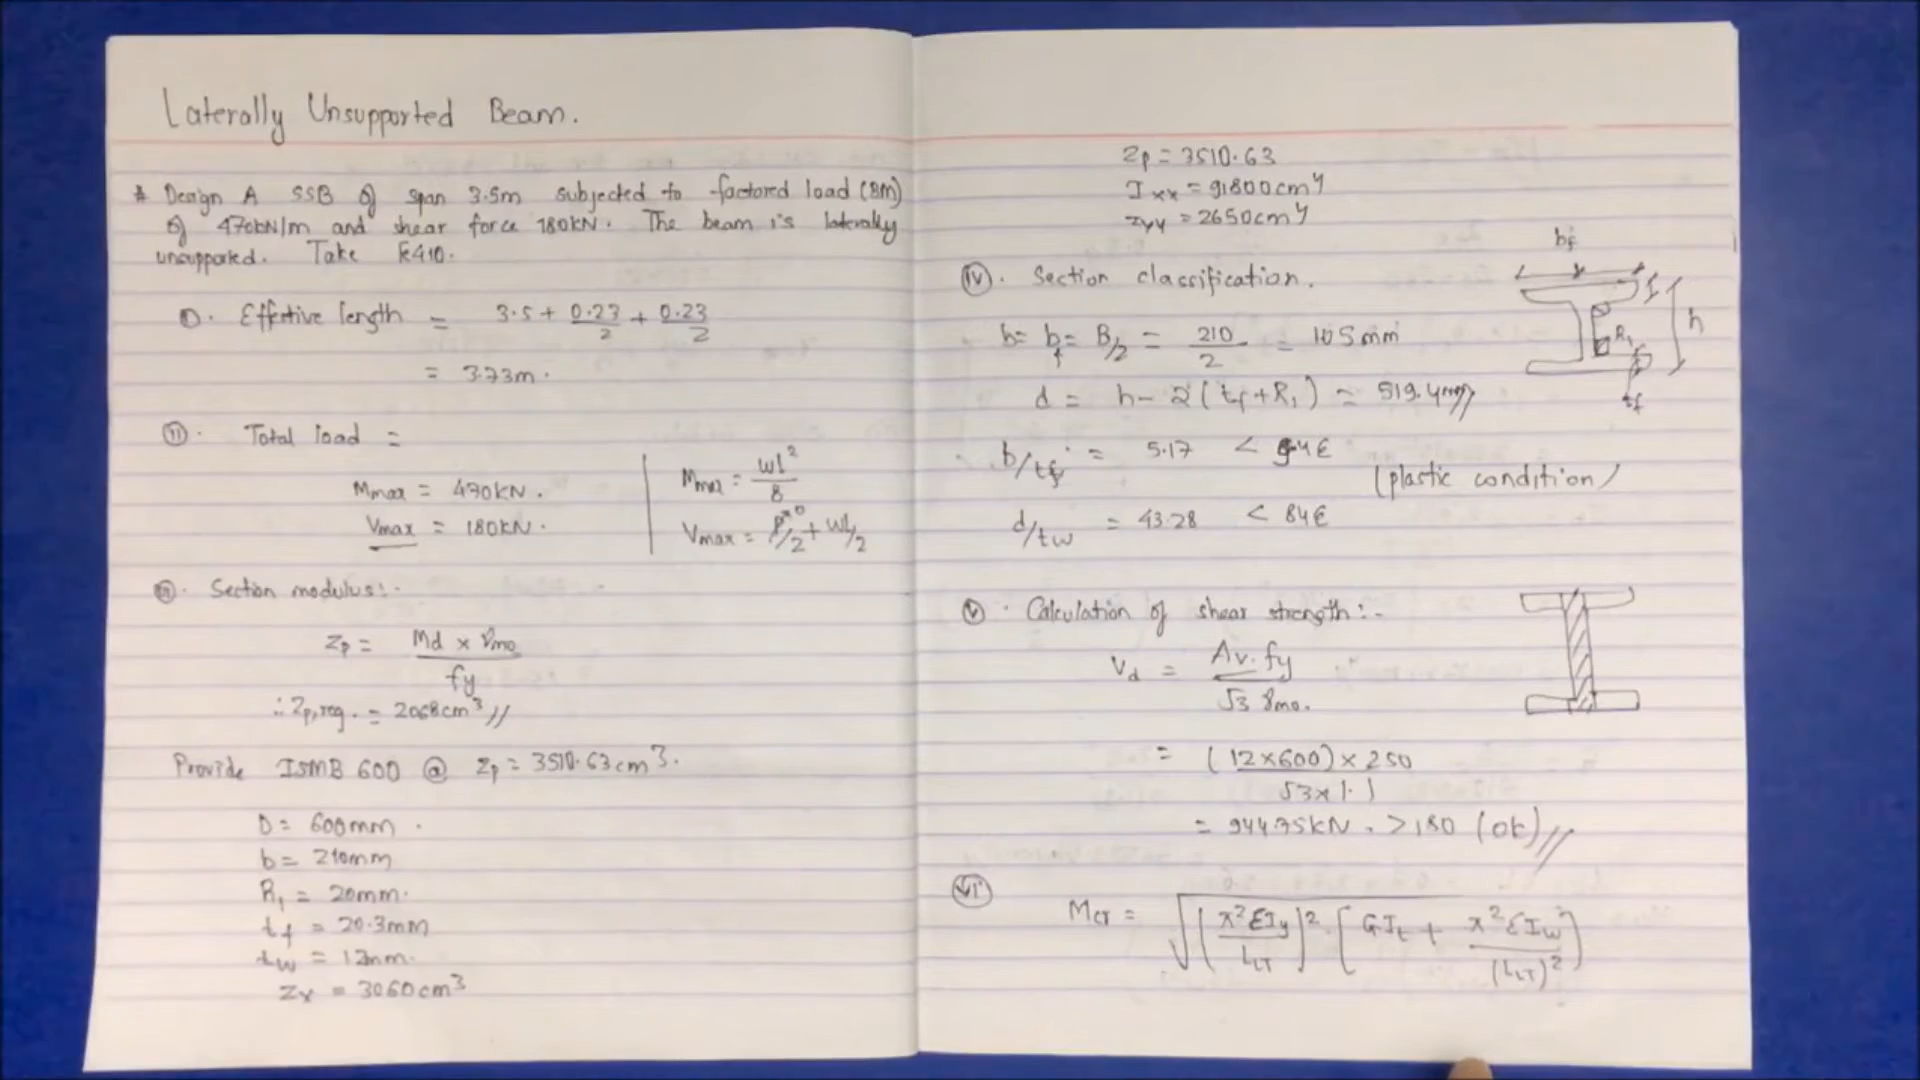 Laterally Unsupported Beam.
* Design A SSB of span 3.5m subjected to factored load (BM)
of 470kN/m and shear force 180kN. The beam is laterally
unsupported. Take Fe410.
I. Effective length = 3.5 + 0.23/2 + 0.23/2
= 3.73m.
II. Total load =
Mmax = 470kN.
Vmax = 180kN.
Mmax = wl²/8
Vmax = P/2 + wl/2
III. Section modulus:-
Zp = Md × γmo / fy
∴ Zp,req. = 2068cm³ //
Provide ISMB 600 @ Zp = 3510.63cm³.
D = 600mm.
b = 210mm
R₁ = 20mm.
tf = 20.3mm
tw = 12mm.
Zx = 3060cm³
Zp = 3510.63
Ixx = 91800cm⁴
Zyy = 2650cm⁴
IV. Section classification.
b = bf = B/2 = 210/2 = 105mm
d = h - 2(tf + R₁) = 519.4mm //
b/tf = 5.17 < 9.4ε
(plastic condition)
d/tw = 43.28 < 84ε
bf
h
R₁
tf
V. Calculation of shear strength:-
Vd = Av.fy / √3 γmo.
= (12×600)×250 / √3×1.1
= 944.75kN. > 180 (ok) //
VI. Mcr = √(π²EIy/LLT)².[GIt + π²EIw/(LLT)²)